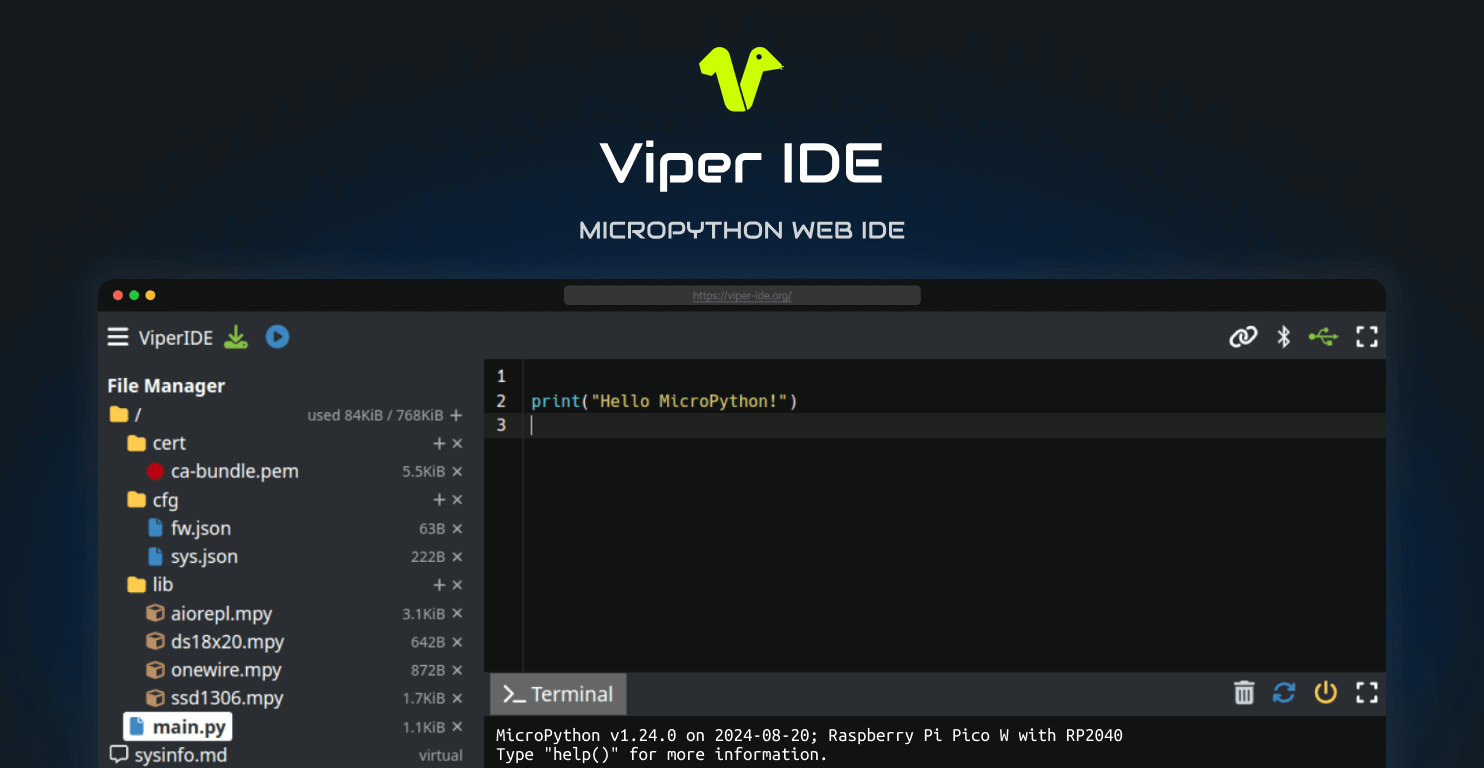 Viper IDE
MICROPYTHON WEB IDE
https://viper-ide.org/
ViperIDE
File Manager
/ used 84KiB / 768KiB +
cert + ×
ca-bundle.pem 5.5KiB ×
cfg + ×
fw.json 63B ×
sys.json 222B ×
lib + ×
aiorepl.mpy 3.1KiB ×
ds18x20.mpy 642B ×
onewire.mpy 872B ×
ssd1306.mpy 1.7KiB ×
main.py 1.1KiB ×
sysinfo.md virtual
1
2 print("Hello MicroPython!")
3
>_ Terminal
MicroPython v1.24.0 on 2024-08-20; Raspberry Pi Pico W with RP2040
Type "help()" for more information.